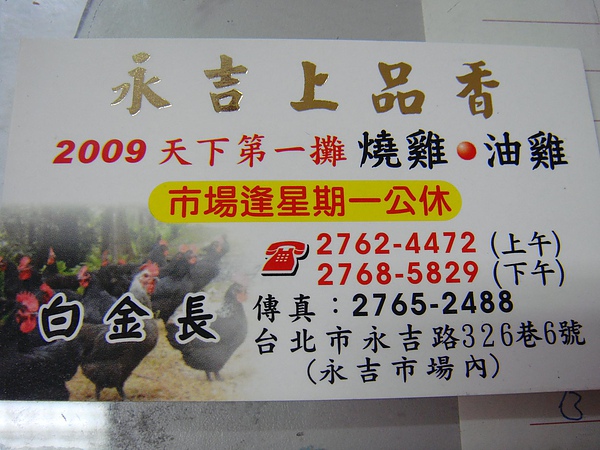 永吉上品香
2009 天下第一攤 燒雞•油雞
市場逢星期一公休
2762-4472 (上午)
2768-5829 (下午)
傳真：2765-2488
白金長
台北市永吉路326巷6號
(永吉市場內)